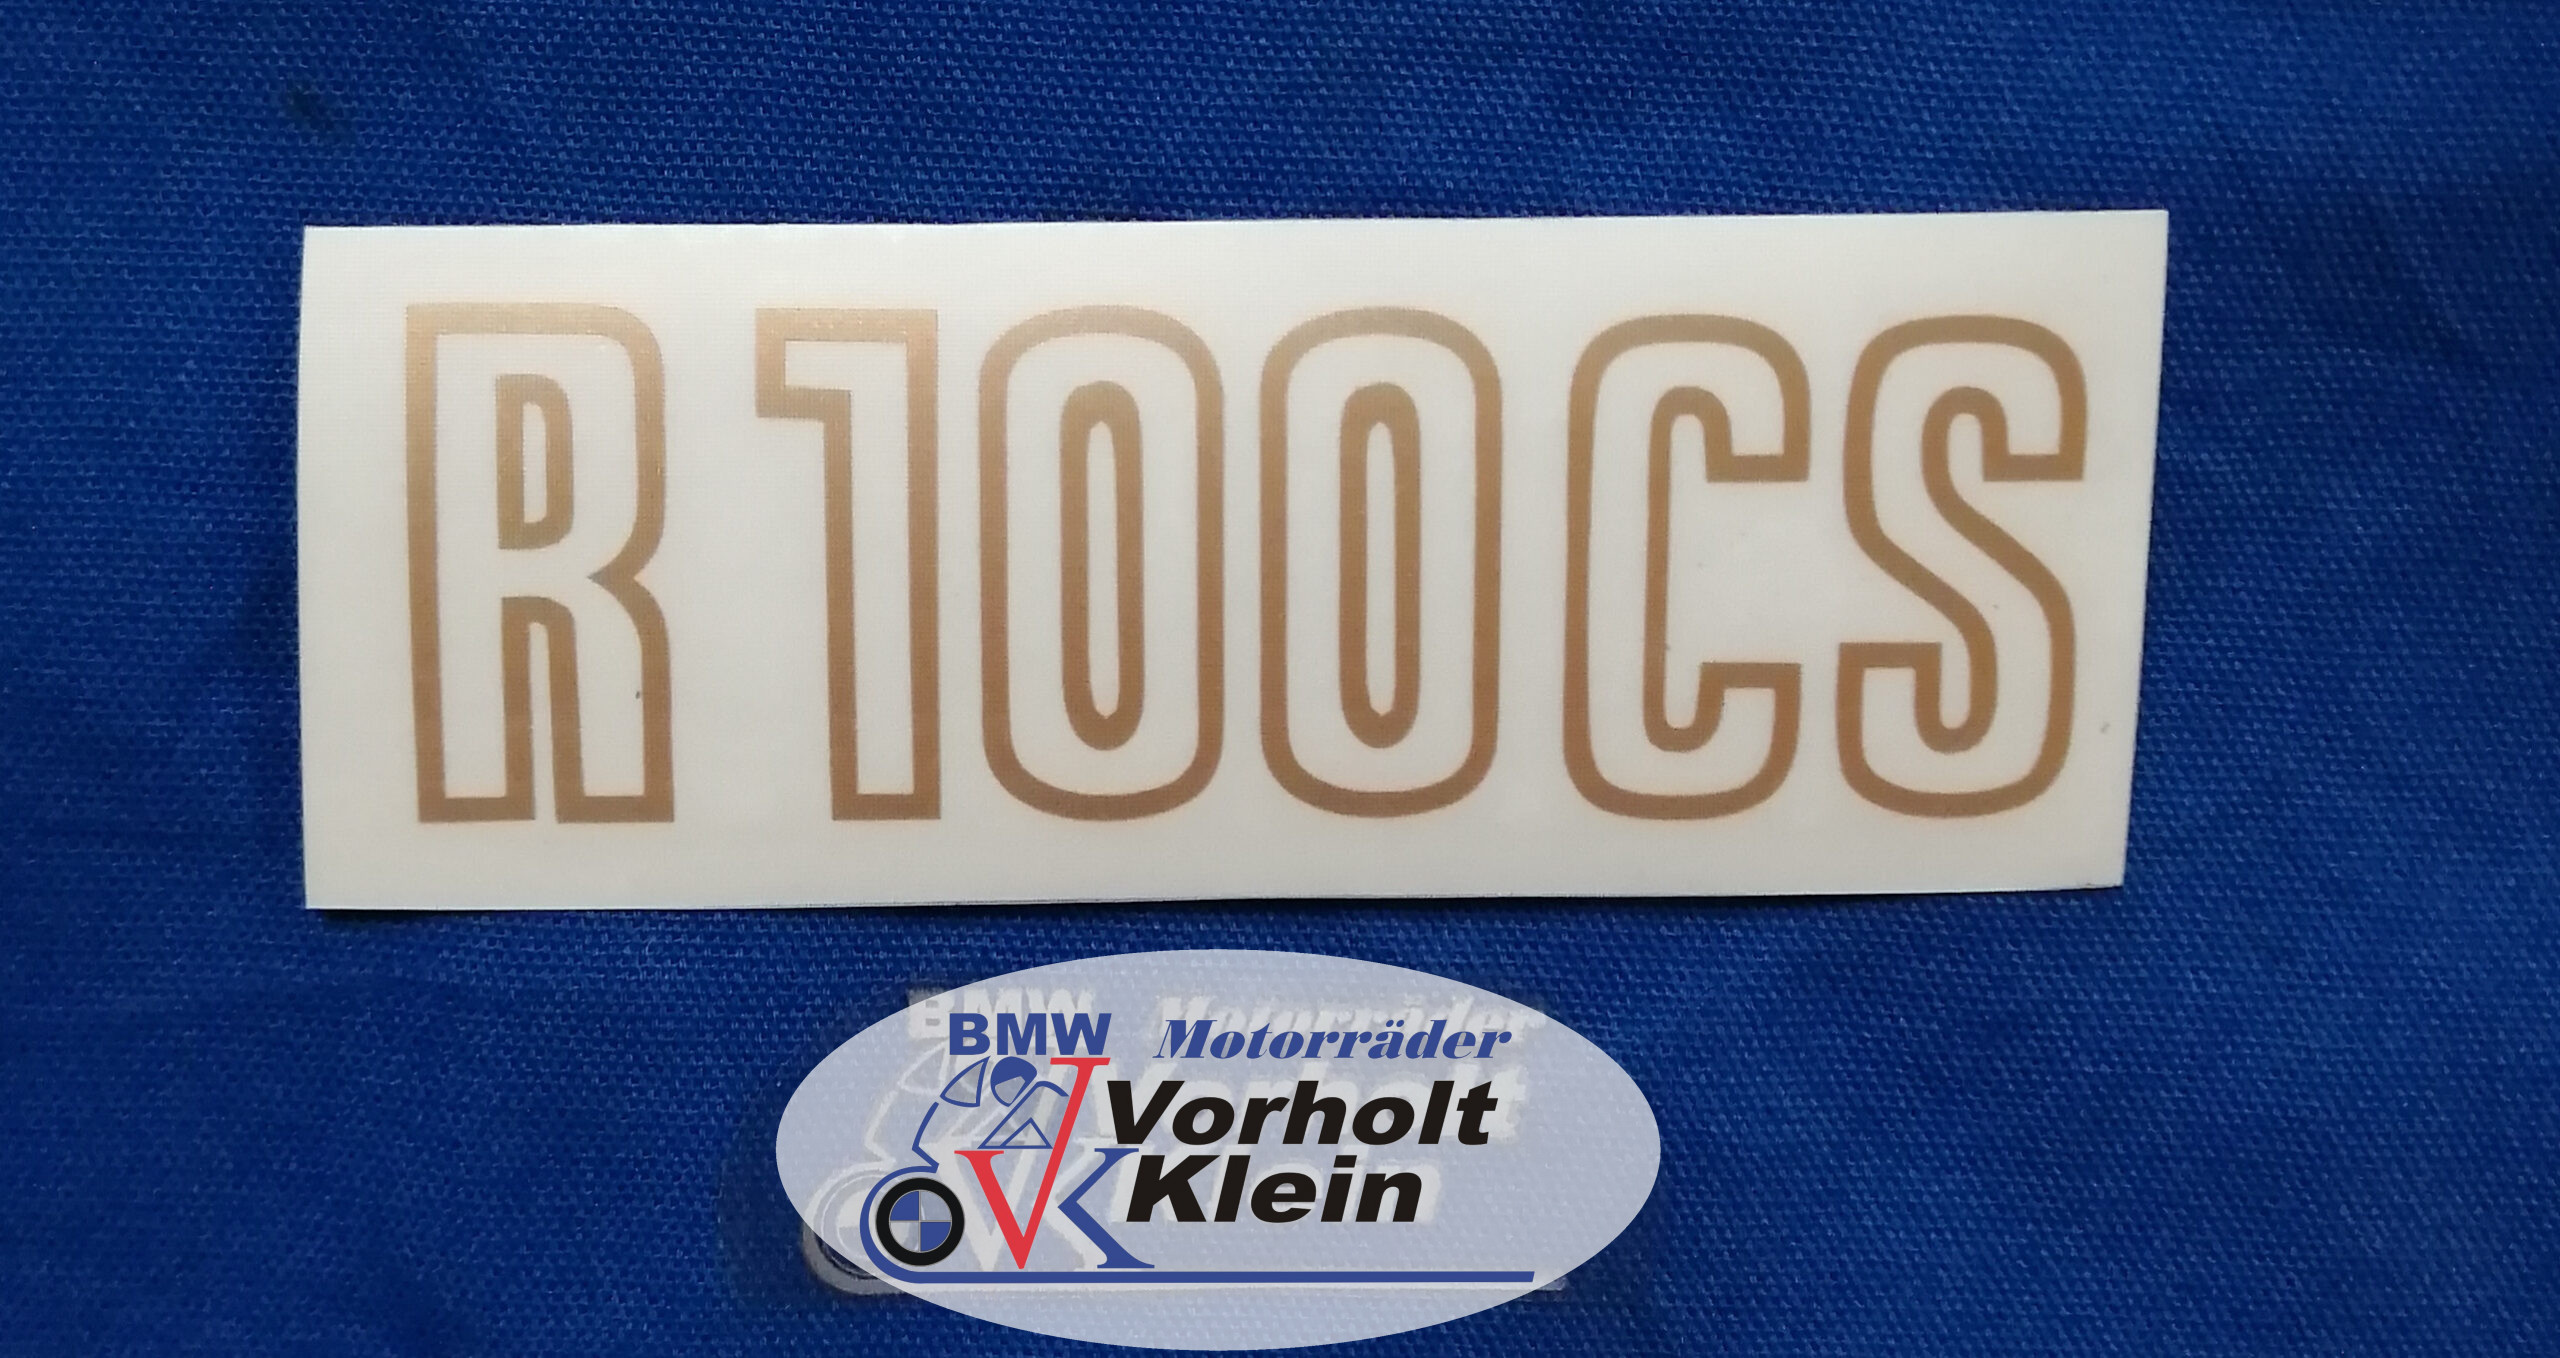 R 100CS
BMW Motorräder
Vorholt
Klein